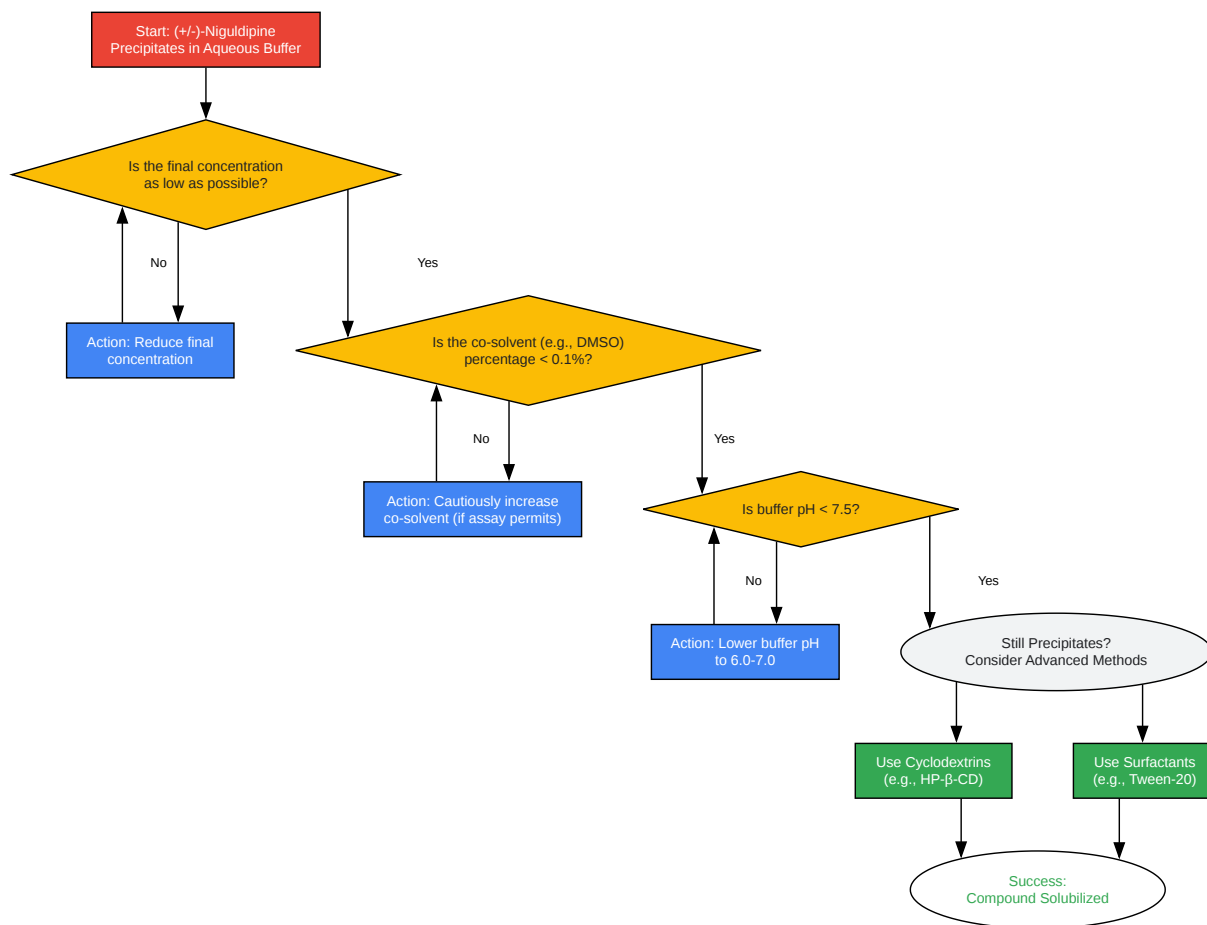 Start: (+/-)-Niguldipine
Precipitates in Aqueous Buffer
Is the final concentration
as low as possible?
No
Yes
Action: Reduce final
concentration
Is the co-solvent (e.g., DMSO)
percentage < 0.1%?
No
Yes
Action: Cautiously increase
co-solvent (if assay permits)
Is buffer pH < 7.5?
No
Yes
Action: Lower buffer pH
to 6.0-7.0
Still Precipitates?
Consider Advanced Methods
Use Cyclodextrins
(e.g., HP-β-CD)
Use Surfactants
(e.g., Tween-20)
Success:
Compound Solubilized